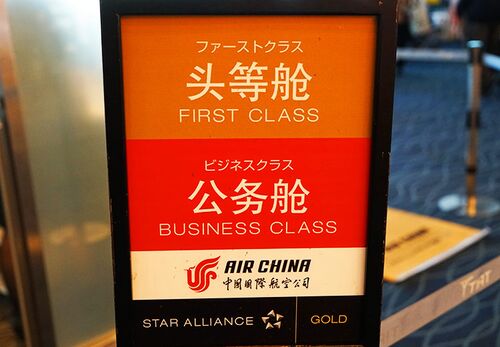 ファーストクラス
头等舱
FIRST CLASS
ビジネスクラス
公务舱
BUSINESS CLASS
AIR CHINA
中国国际航空公司
STAR ALLIANCE GOLD